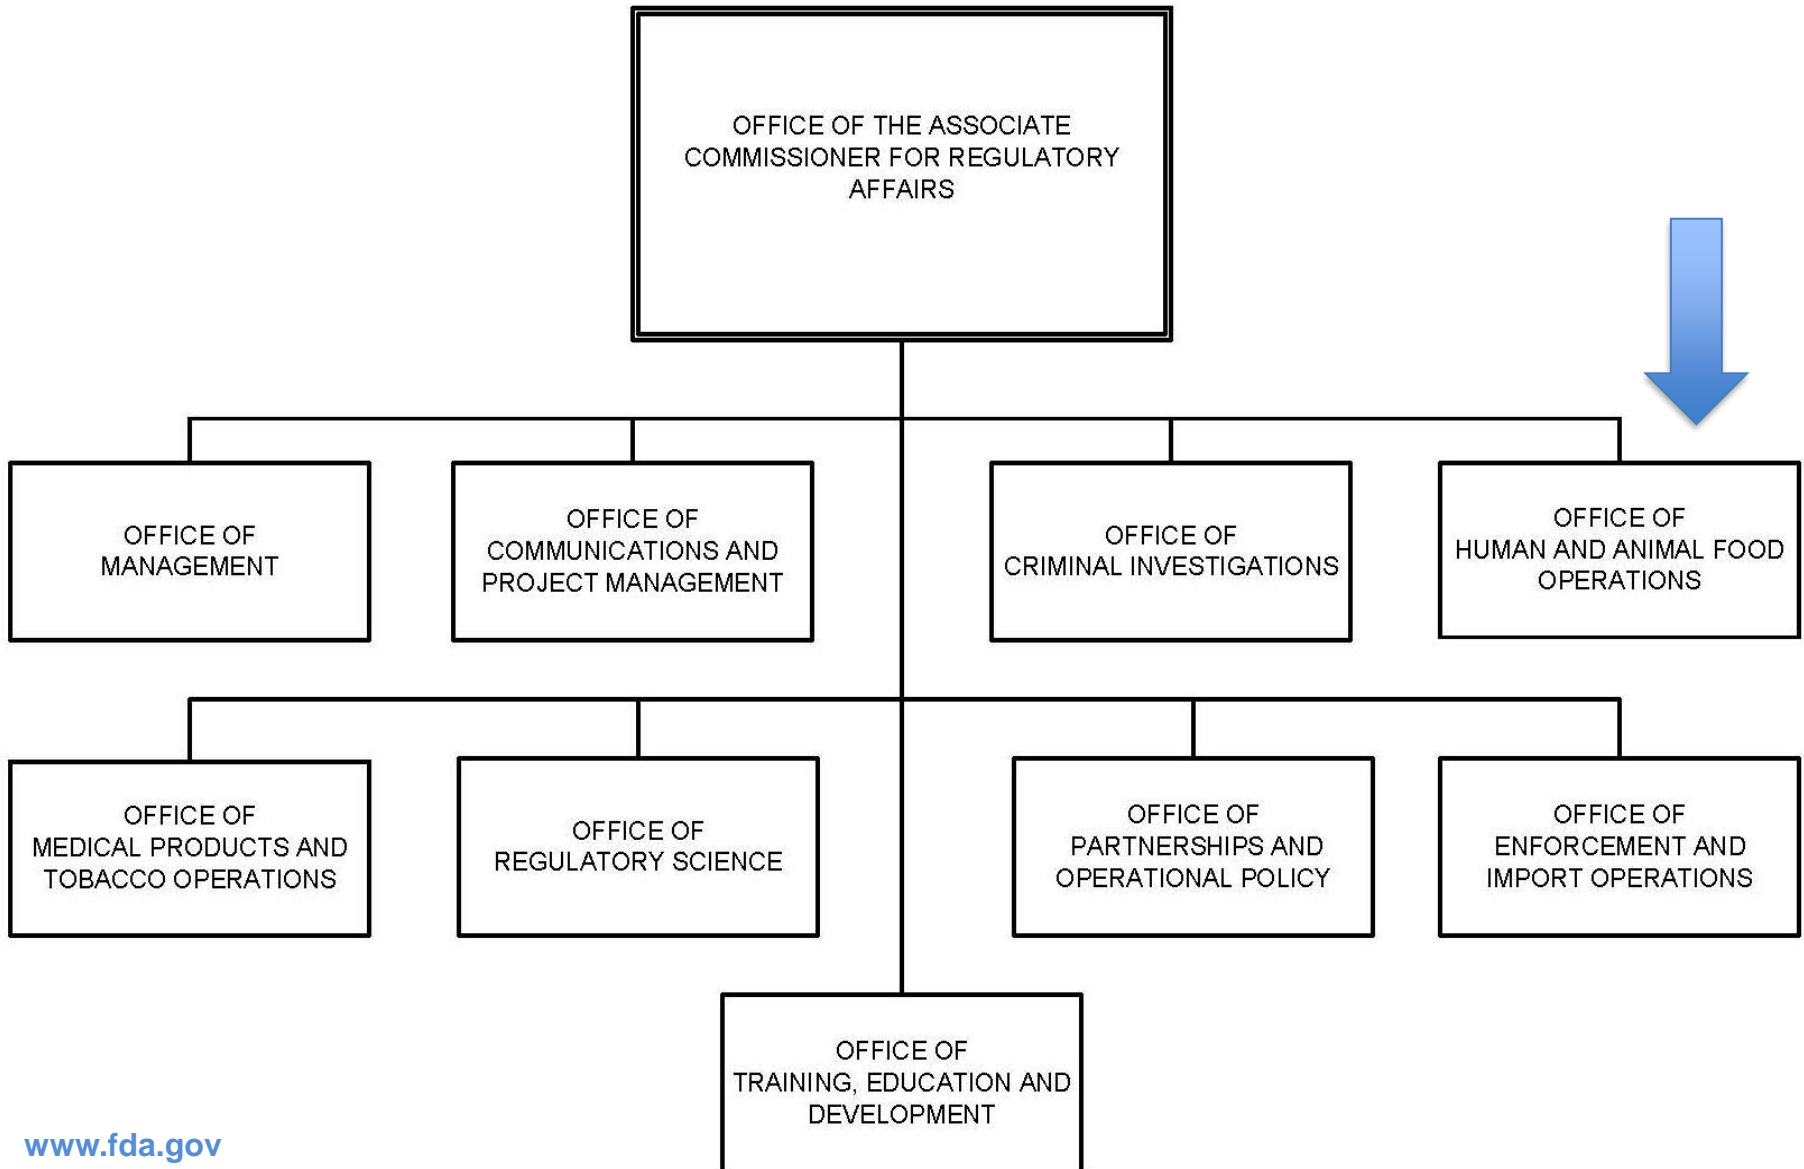 OFFICE OF THE ASSOCIATE
COMMISSIONER FOR REGULATORY
AFFAIRS
OFFICE OF
MANAGEMENT
OFFICE OF
COMMUNICATIONS AND
PROJECT MANAGEMENT
OFFICE OF
CRIMINAL INVESTIGATIONS
OFFICE OF
HUMAN AND ANIMAL FOOD
OPERATIONS
OFFICE OF
MEDICAL PRODUCTS AND
TOBACCO OPERATIONS
OFFICE OF
REGULATORY SCIENCE
OFFICE OF
PARTNERSHIPS AND
OPERATIONAL POLICY
OFFICE OF
ENFORCEMENT AND
IMPORT OPERATIONS
OFFICE OF
TRAINING, EDUCATION AND
DEVELOPMENT
www.fda.gov